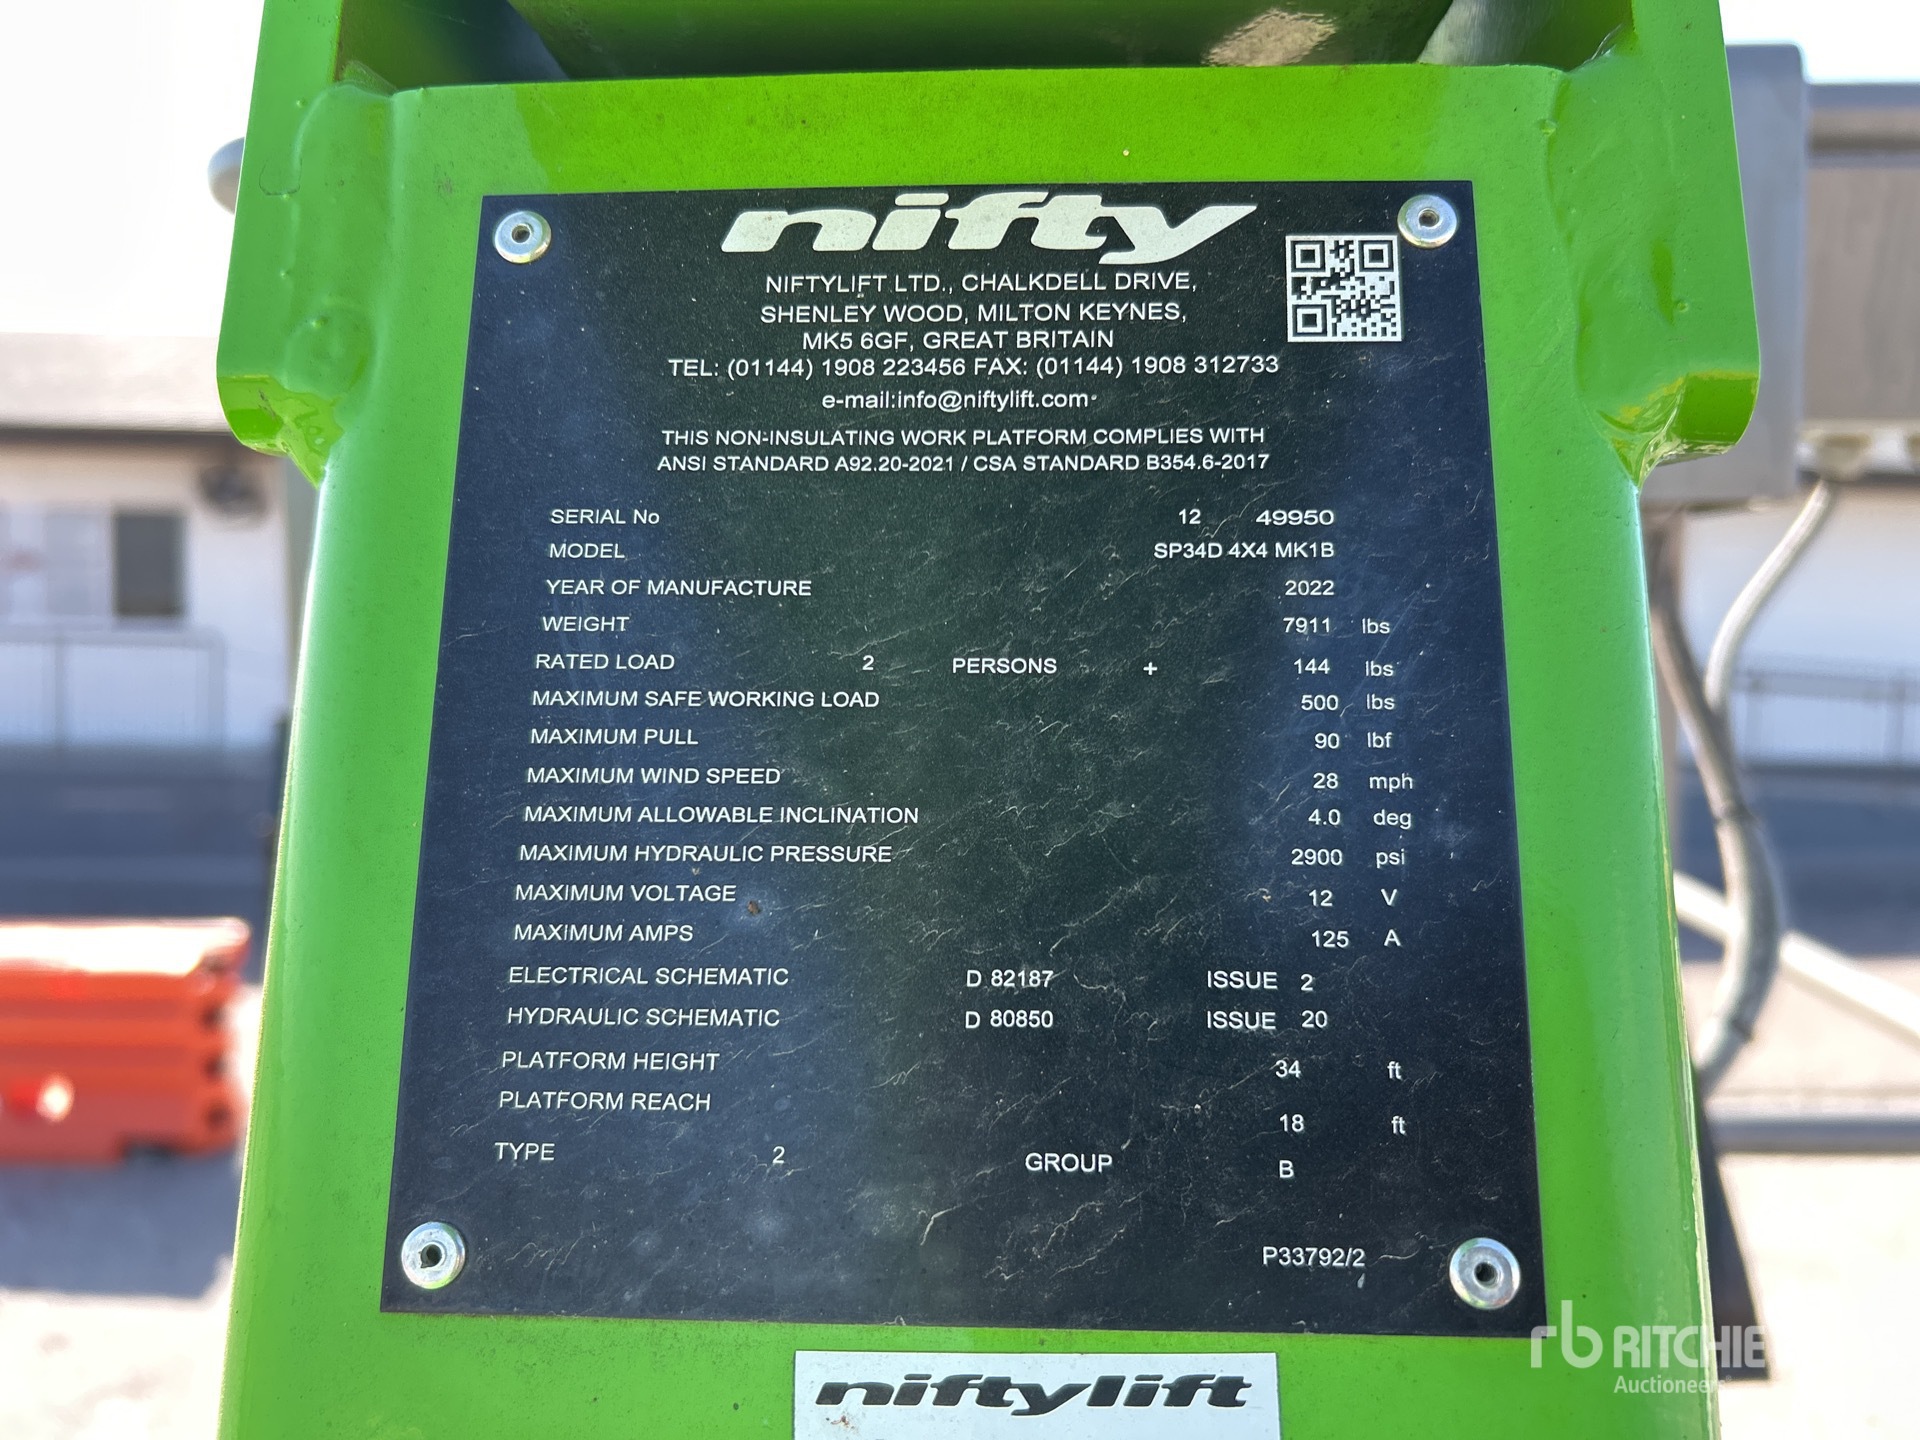 nifty
NIFTYLIFT LTD., CHALKDELL DRIVE,
SHENLEY WOOD, MILTON KEYNES,
MK5 6GF, GREAT BRITAIN
TEL: (01144) 1908 223456 FAX: (01144) 1908 312733
e-mail:info@niftylift.com
THIS NON-INSULATING WORK PLATFORM COMPLIES WITH
ANSI STANDARD A92.20-2021 / CSA STANDARD B354.6-2017
SERIAL No 12 49950
MODEL SP34D 4X4 MK1B
YEAR OF MANUFACTURE 2022
WEIGHT 7911 lbs
RATED LOAD 2 PERSONS + 144 lbs
MAXIMUM SAFE WORKING LOAD 500 lbs
MAXIMUM PULL 90 lbf
MAXIMUM WIND SPEED 28 mph
MAXIMUM ALLOWABLE INCLINATION 4.0 deg
MAXIMUM HYDRAULIC PRESSURE 2900 psi
MAXIMUM VOLTAGE 12 V
MAXIMUM AMPS 125 A
ELECTRICAL SCHEMATIC D 82187 ISSUE 2
HYDRAULIC SCHEMATIC D 80850 ISSUE 20
PLATFORM HEIGHT 34 ft
PLATFORM REACH 18 ft
TYPE 2 GROUP B
P33792/2
niftylift
rb RITCHIE
Auctioneers